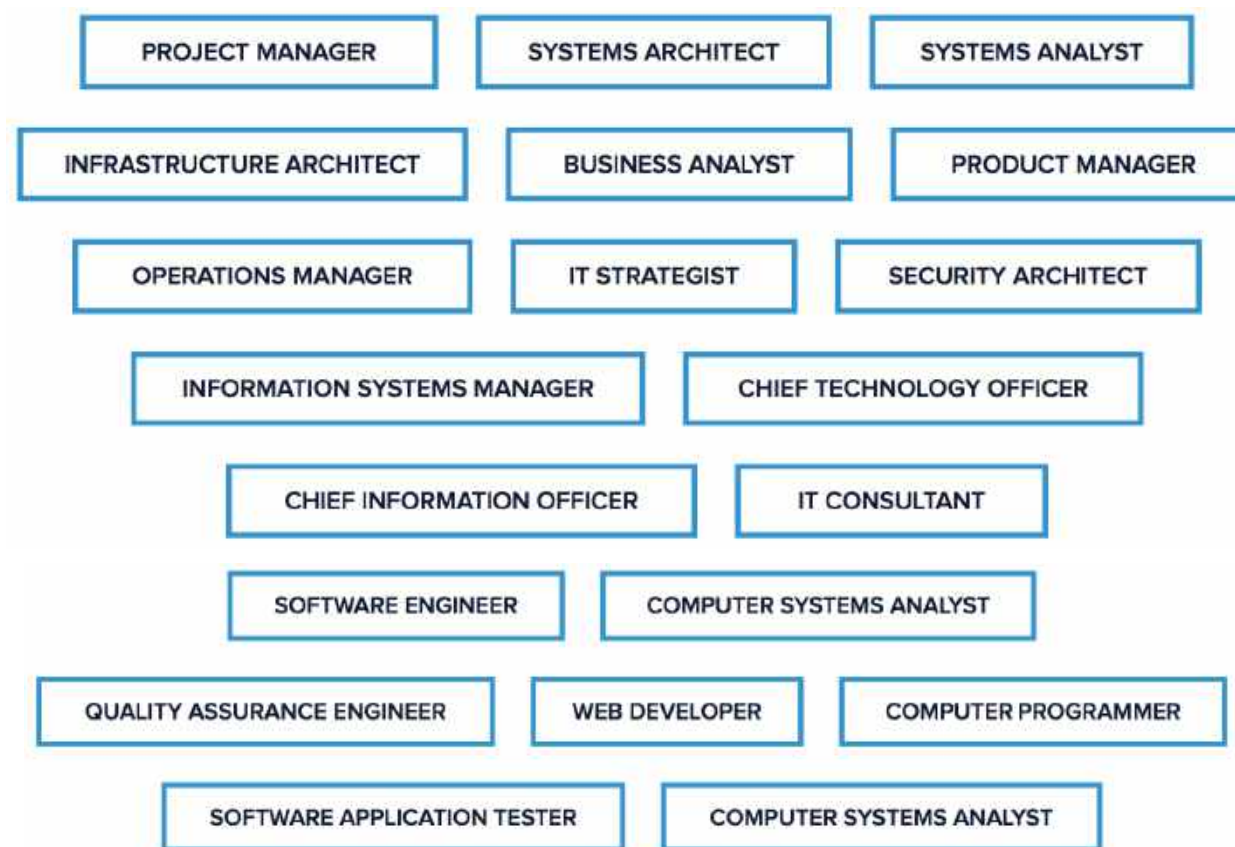 PROJECT MANAGER SYSTEMS ARCHITECT SYSTEMS ANALYST
INFRASTRUCTURE ARCHITECT BUSINESS ANALYST PRODUCT MANAGER
OPERATIONS MANAGER IT STRATEGIST SECURITY ARCHITECT
INFORMATION SYSTEMS MANAGER CHIEF TECHNOLOGY OFFICER
CHIEF INFORMATION OFFICER IT CONSULTANT
SOFTWARE ENGINEER COMPUTER SYSTEMS ANALYST
QUALITY ASSURANCE ENGINEER WEB DEVELOPER COMPUTER PROGRAMMER
SOFTWARE APPLICATION TESTER COMPUTER SYSTEMS ANALYST